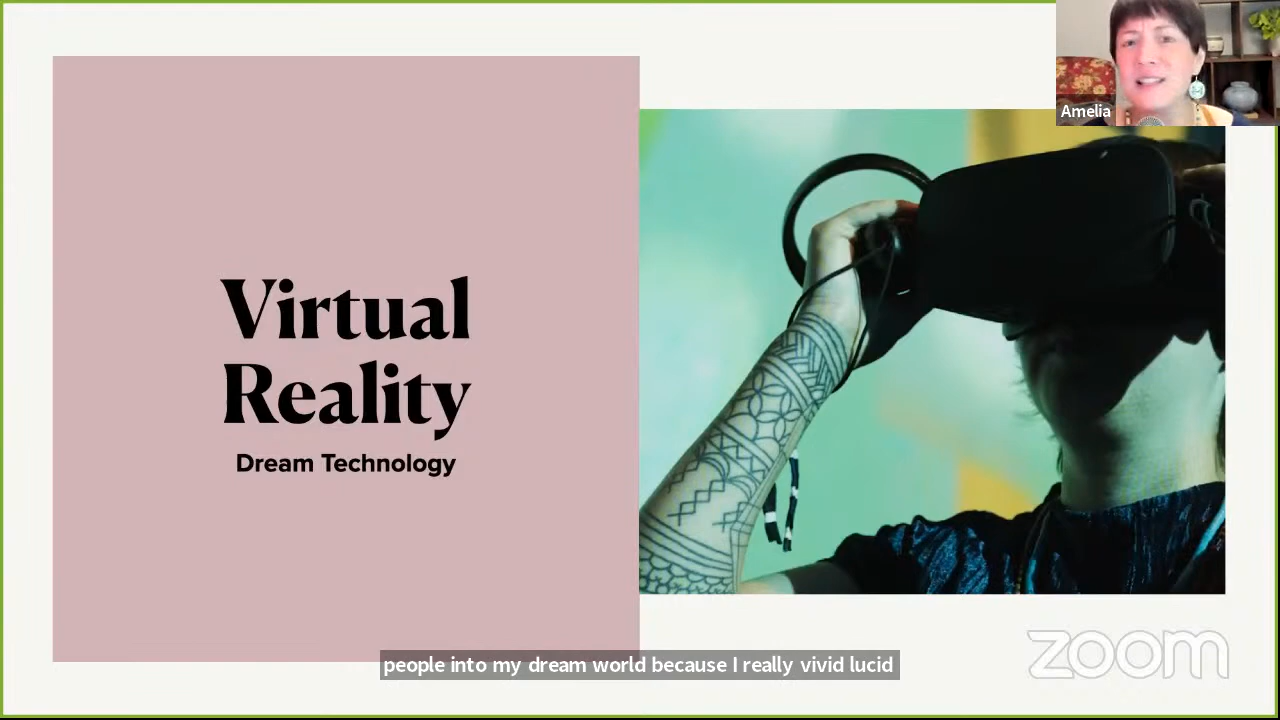 Amelia
Virtual
Reality
Dream Technology
people into my dream world because I really vivid lucid
zoom